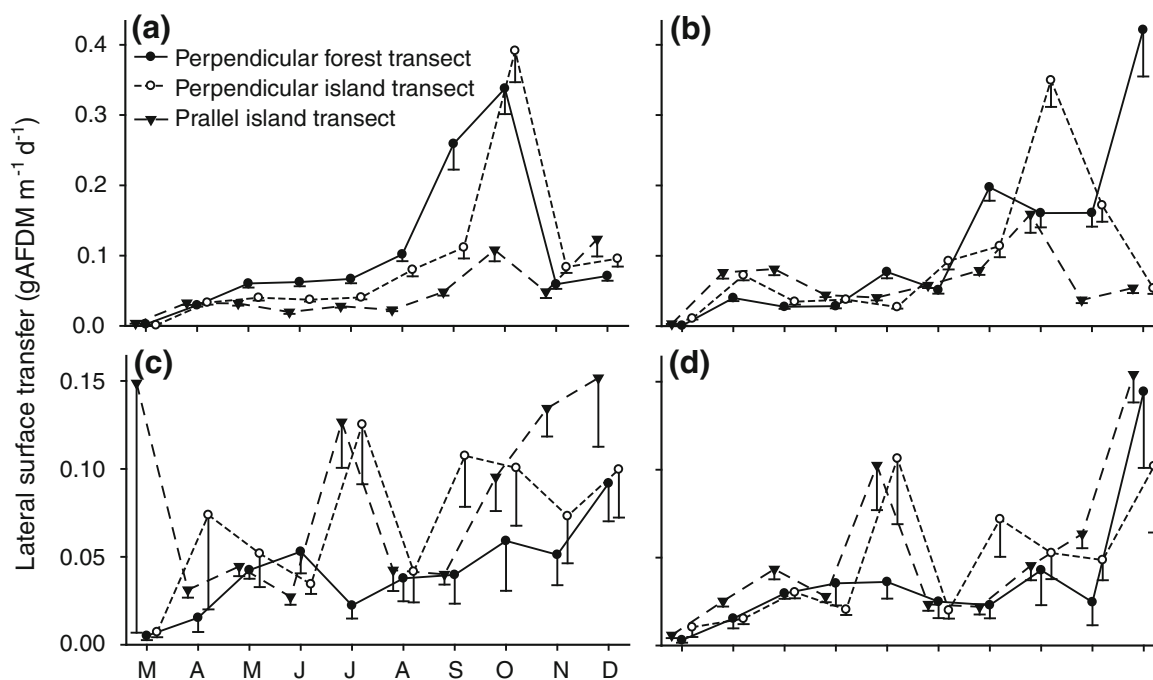 (a)
(b)
Perpendicular forest transect
Perpendicular island transect
Prallel island transect
0.4
0.3
0.2
0.1
0.0
Lateral surface transfer (gAFDM m⁻¹ d⁻¹)
(c)
(d)
0.15
0.10
0.05
0.00
M A M J J A S O N D